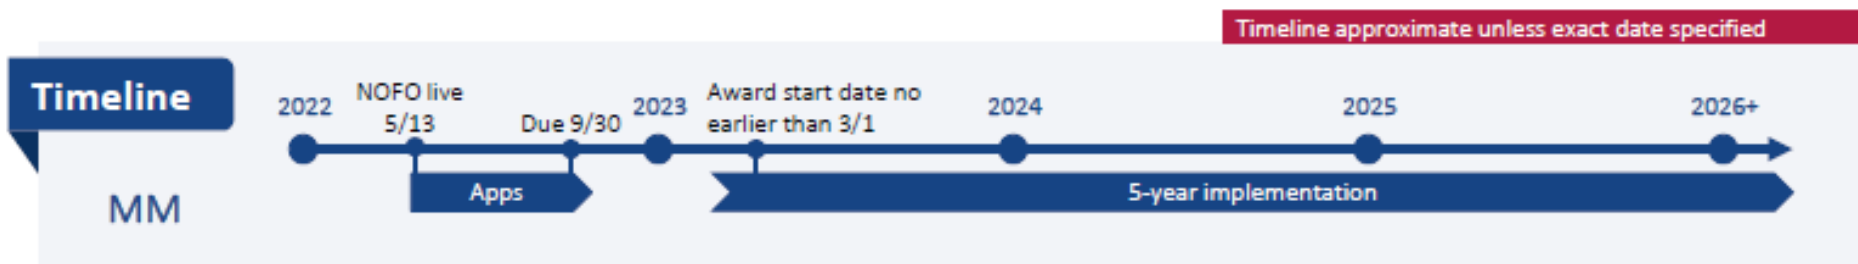 Timeline approximate unless exact date specified
Timeline
2022
NOFO live
5/13
Due 9/30
2023
Award start date no
earlier than 3/1
2024
2025
2026+
Apps
5-year implementation
MM